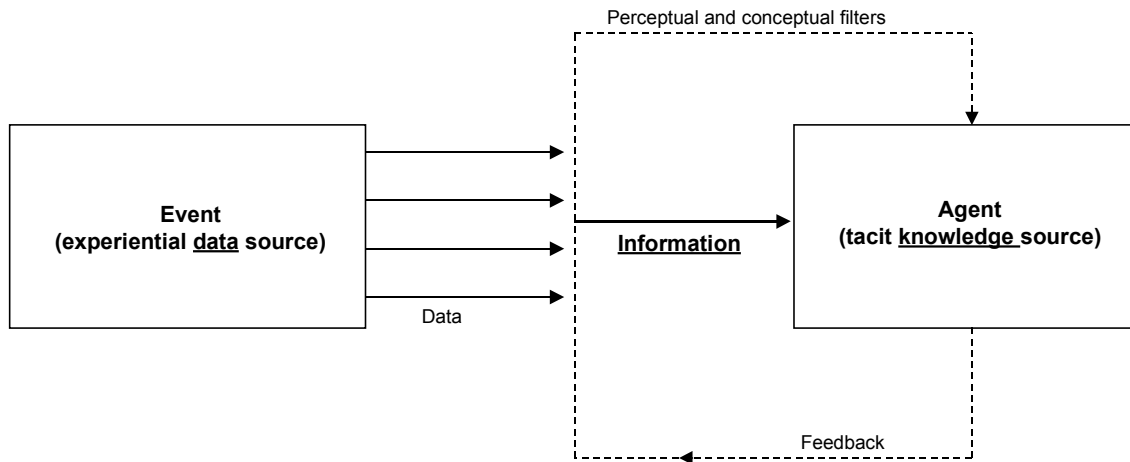 Perceptual and conceptual filters
Event
(experiential data source)
Data
Information
Agent
(tacit knowledge source)
Feedback